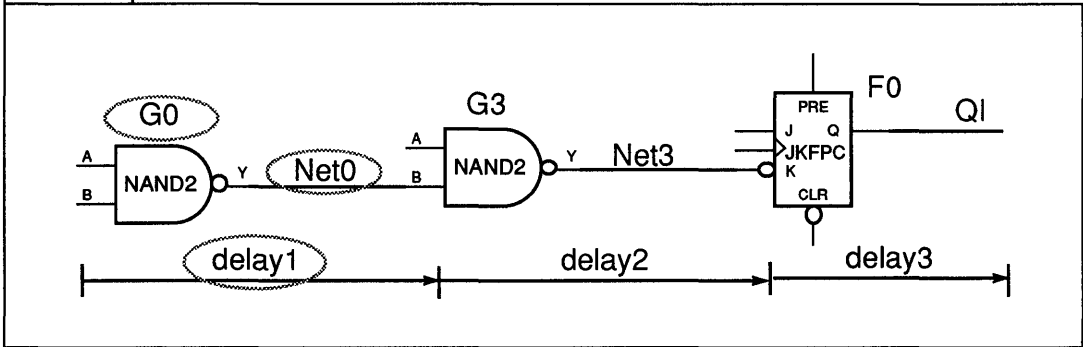 G0
G3
F0
QI
PRE
J Q
JKFPC
K
CLR
A
B
NAND2
Y
Net0
A
B
NAND2
Y
Net3
delay1
delay2
delay3